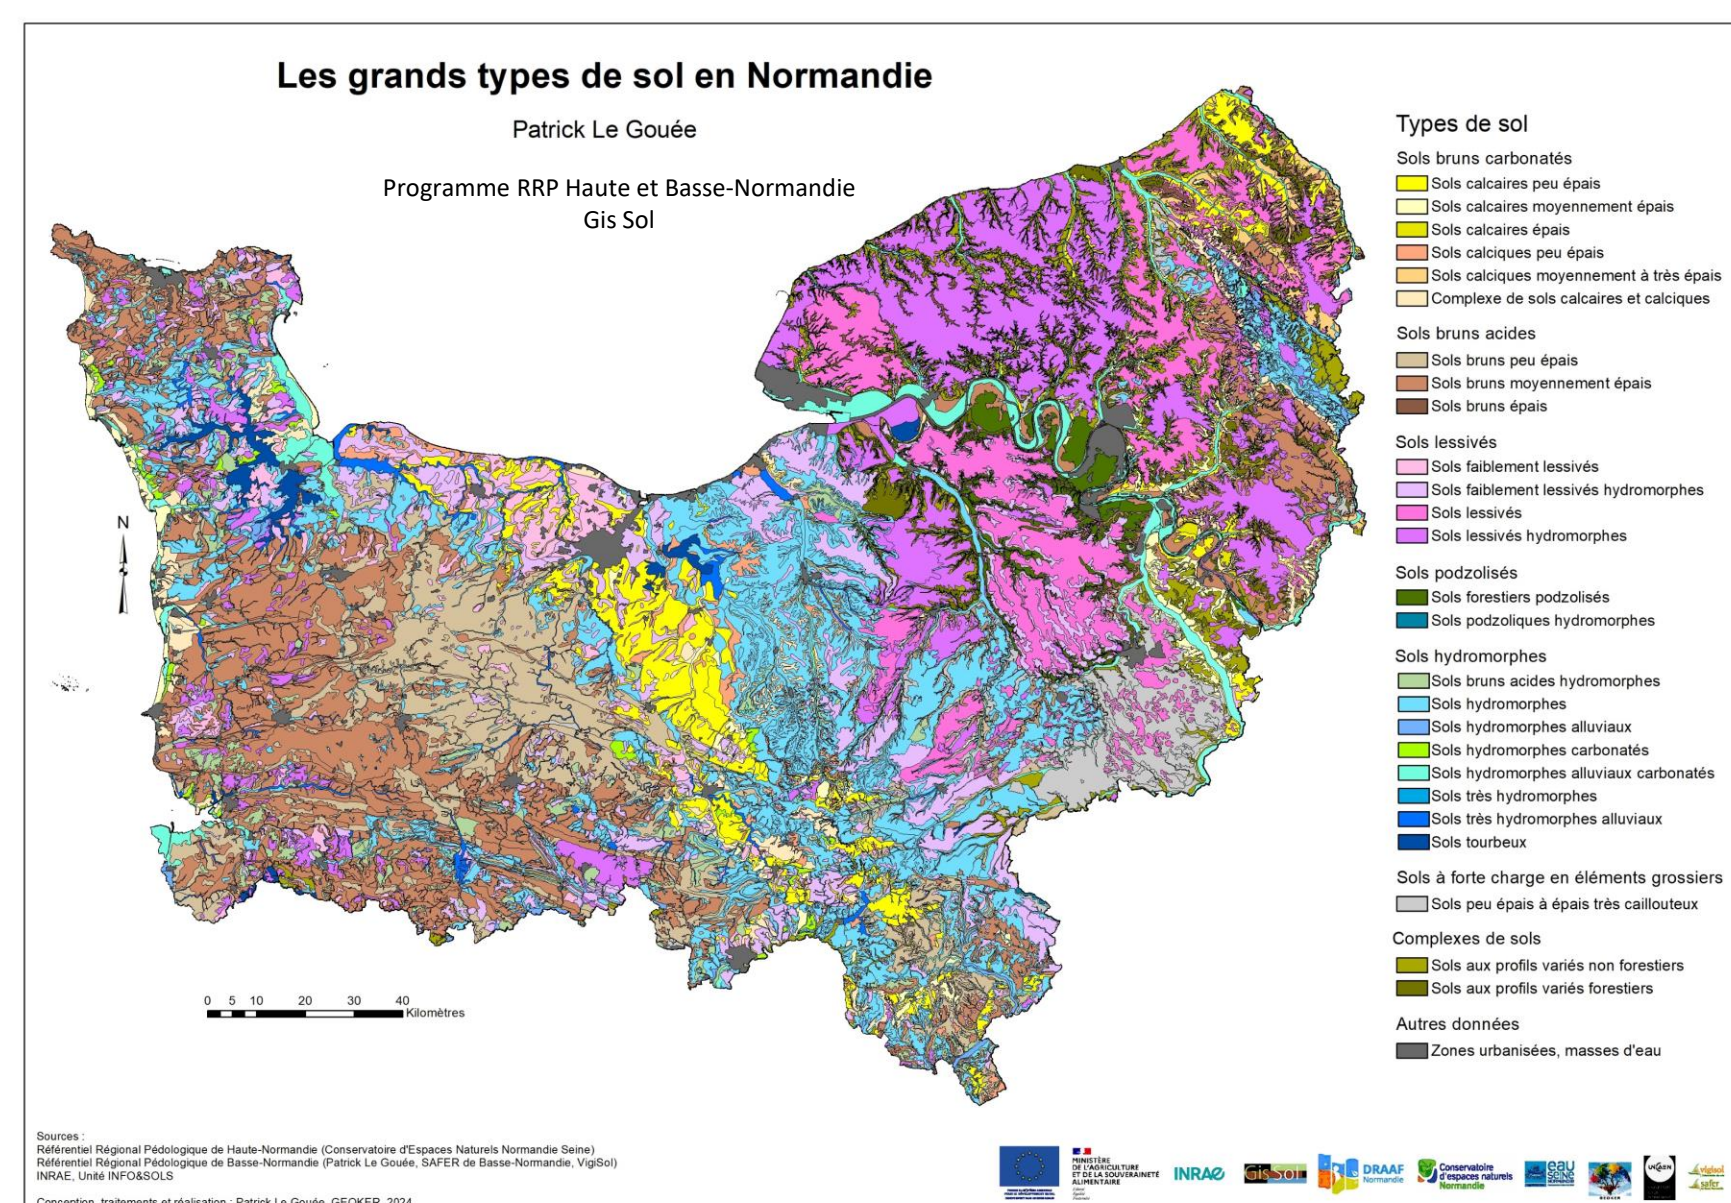 Les grands types de sol en Normandie
Patrick Le Gouée
Programme RRP Haute et Basse-Normandie
Gis Sol
N
0 5 10 20 30 40
Kilomètres
Types de sol
Sols bruns carbonatés
Sols calcaires peu épais
Sols calcaires moyennement épais
Sols calcaires épais
Sols calciques peu épais
Sols calciques moyennement à très épais
Complexe de sols calcaires et calciques
Sols bruns acides
Sols bruns peu épais
Sols bruns moyennement épais
Sols bruns épais
Sols lessivés
Sols faiblement lessivés
Sols faiblement lessivés hydromorphes
Sols lessivés
Sols lessivés hydromorphes
Sols podzolisés
Sols forestiers podzolisés
Sols podzoliques hydromorphes
Sols hydromorphes
Sols bruns acides hydromorphes
Sols hydromorphes
Sols hydromorphes alluviaux
Sols hydromorphes carbonatés
Sols hydromorphes alluviaux carbonatés
Sols très hydromorphes
Sols très hydromorphes alluviaux
Sols tourbeux
Sols à forte charge en éléments grossiers
Sols peu épais à épais très caillouteux
Complexes de sols
Sols aux profils variés non forestiers
Sols aux profils variés forestiers
Autres données
Zones urbanisées, masses d'eau
Sources :
Référentiel Régional Pédologique de Haute-Normandie (Conservatoire d'Espaces Naturels Normandie Seine)
Référentiel Régional Pédologique de Basse-Normandie (Patrick Le Gouée, SAFER de Basse-Normandie, VigiSol)
INRAE, Unité INFO&SOLS
Conception, traitements et réalisation : Patrick Le Gouée, GEOKER, 2024
MINISTÈRE
DE L'AGRICULTURE
ET DE LA SOUVERAINETÉ
ALIMENTAIRE
INRAE
Gis Sol
DRAAF
Normandie
Conservatoire
d'espaces naturels
Normandie
eau
SEINE
NORMANDIE
UNICAEN
vigisol
safer